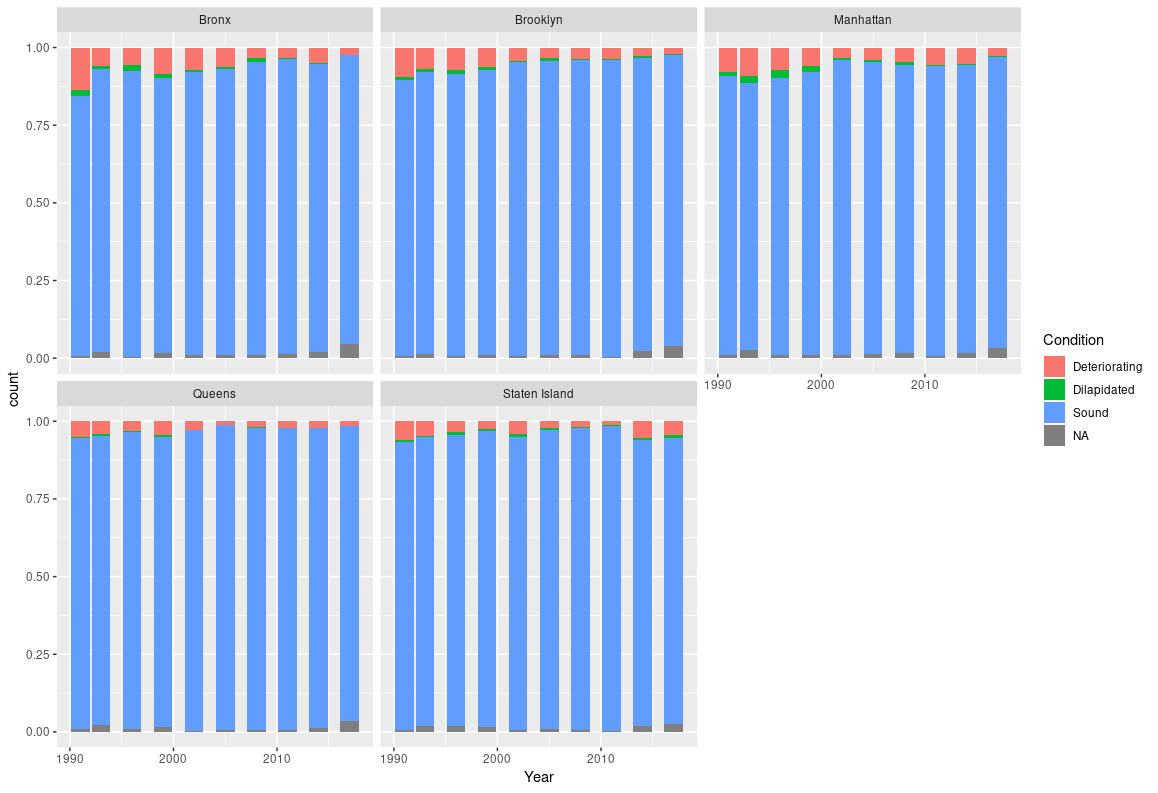 Bronx
Brooklyn
Manhattan
1.00
0.75
0.50
0.25
0.00
1990
2000
2010
Queens
Staten Island
1.00
0.75
0.50
0.25
0.00
1990
2000
2010
1990
2000
2010
Year
count
Condition
Deteriorating
Dilapidated
Sound
NA